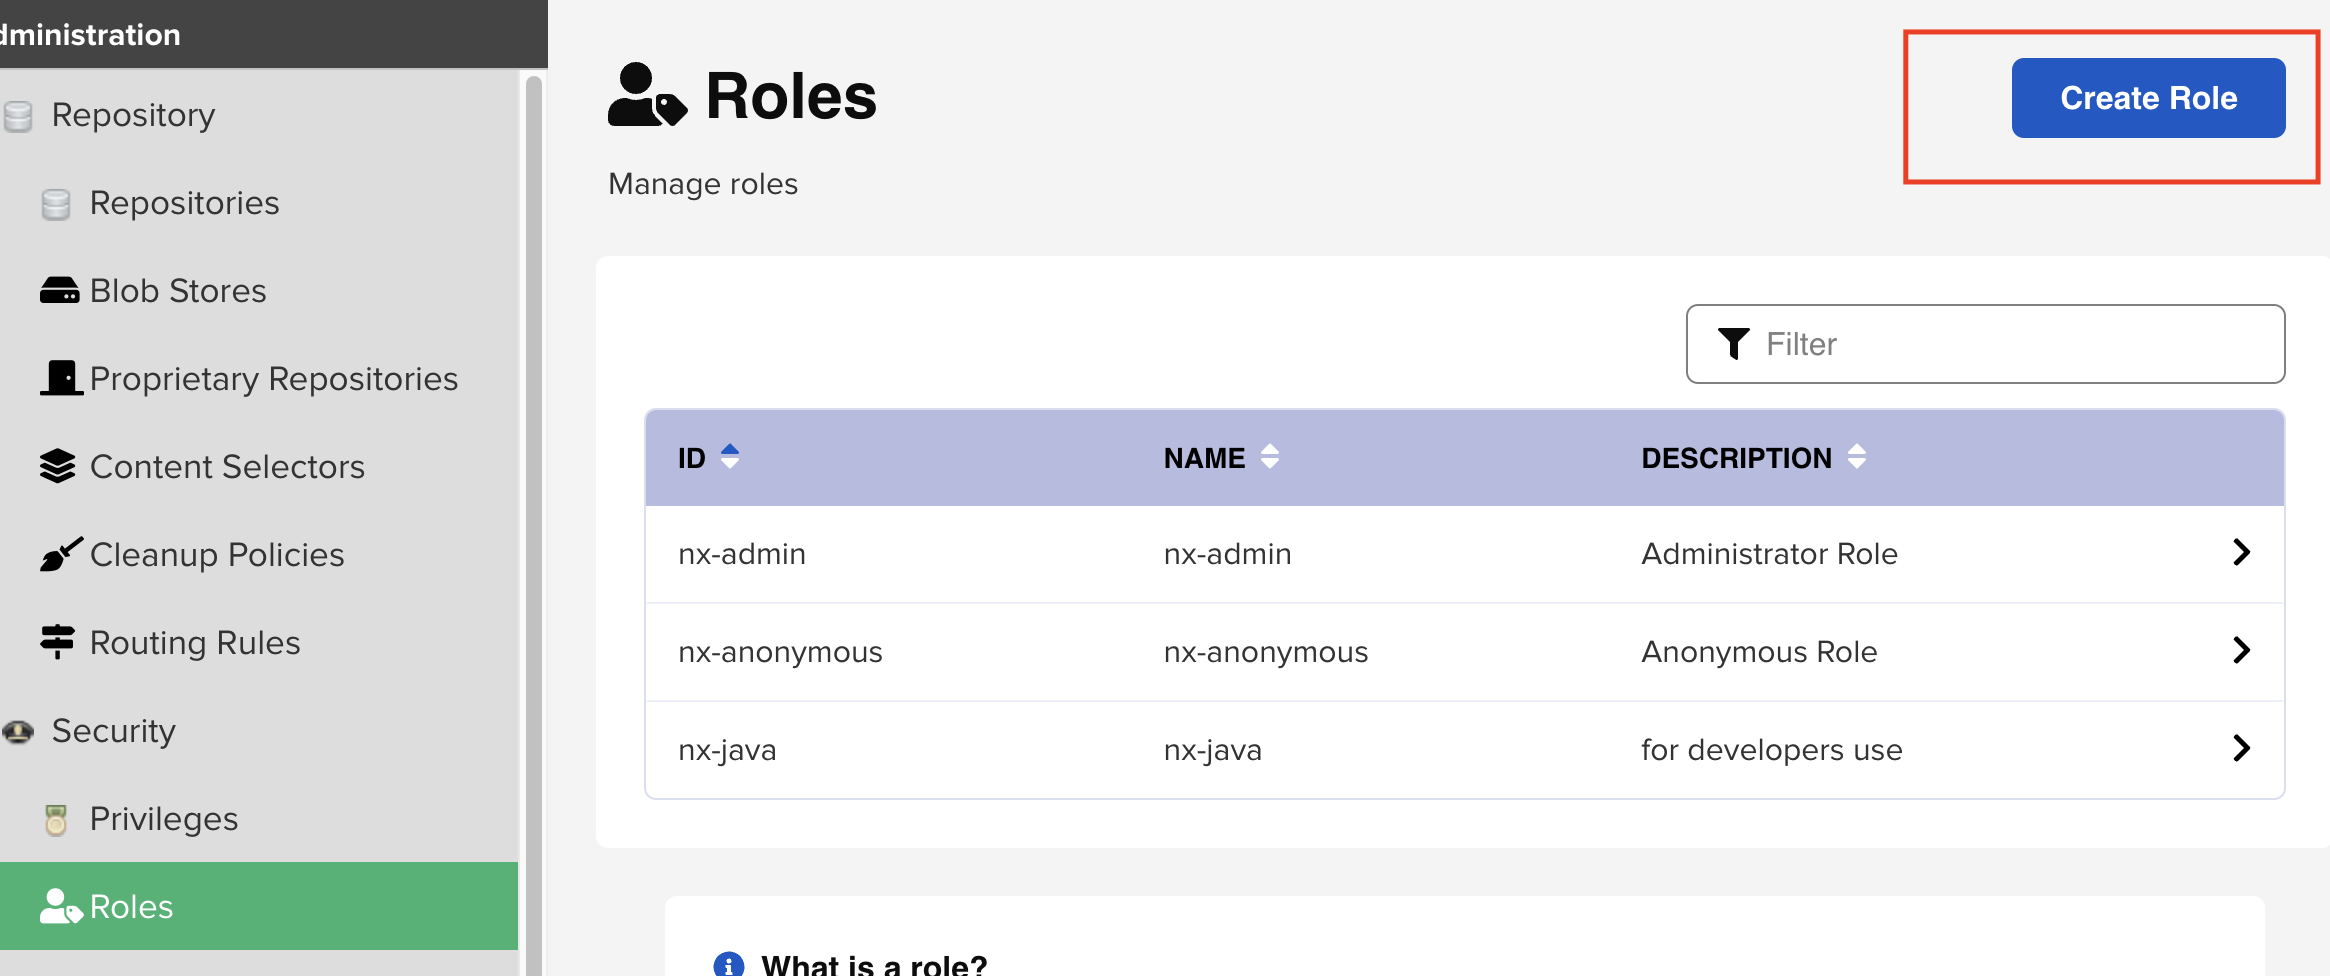 dministration
Repository
Repositories
Blob Stores
Proprietary Repositories
Content Selectors
Cleanup Policies
Routing Rules
Security
Privileges
Roles
Roles
Create Role
Manage roles
Filter
ID NAME DESCRIPTION
nx-admin nx-admin Administrator Role
nx-anonymous nx-anonymous Anonymous Role
nx-java nx-java for developers use
What is a role?